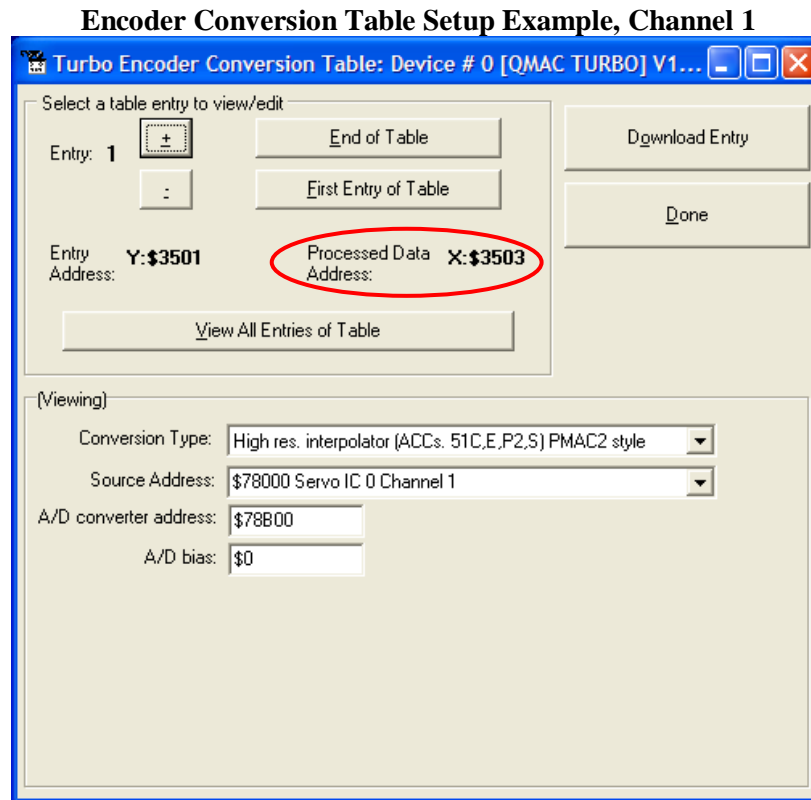 Encoder Conversion Table Setup Example, Channel 1
Turbo Encoder Conversion Table: Device # 0 [QMAC TURBO] V1...
Select a table entry to view/edit
Entry: 1
+
End of Table
-
First Entry of Table
Download Entry
Done
Entry Address: Y:$3501
Processed Data Address: X:$3503
View All Entries of Table
(Viewing)
Conversion Type: High res. interpolator (ACCs. 51C,E,P2,S) PMAC2 style
Source Address: $78000 Servo IC 0 Channel 1
A/D converter address: $78B00
A/D bias: $0